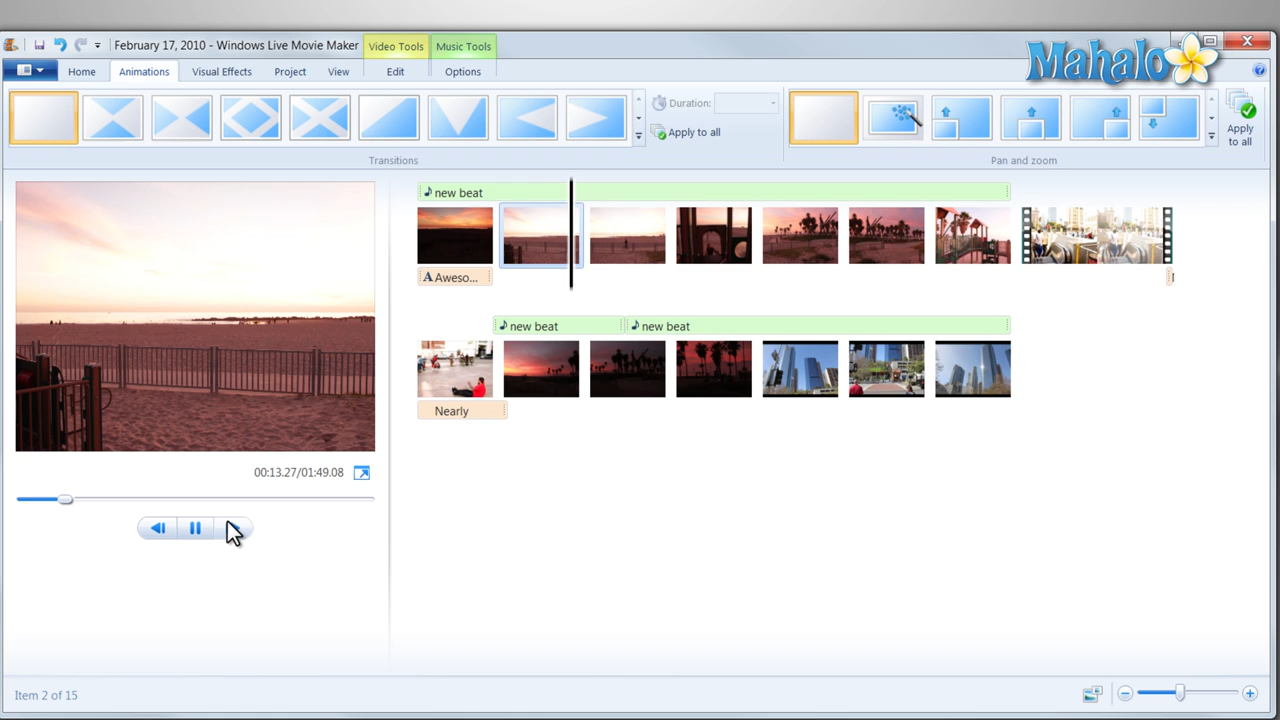 February 17, 2010 - Windows Live Movie Maker
Video Tools
Music Tools
Mahalo
Home
Animations
Visual Effects
Project
View
Edit
Options
Duration:
Apply to all
Transitions
Pan and zoom
Apply
to all
new beat
A Aweso...
new beat
new beat
Nearly
00:13.27/01:49.08
Item 2 of 15